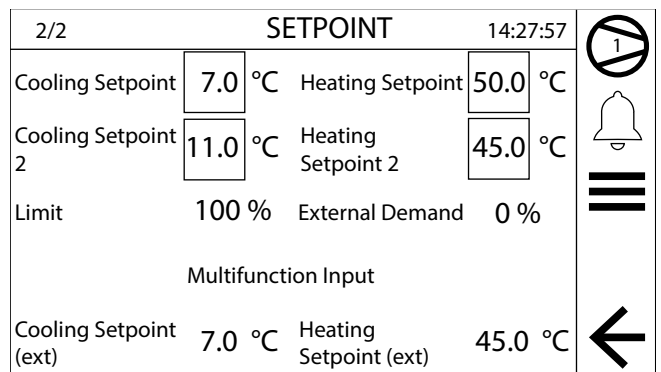 2/2 SETPOINT 14:27:57
1
Cooling Setpoint 7.0 °C Heating Setpoint 50.0 °C
Cooling Setpoint 2 11.0 °C Heating Setpoint 2 45.0 °C
Limit 100 % External Demand 0 %
Multifunction Input
Cooling Setpoint (ext) 7.0 °C Heating Setpoint (ext) 45.0 °C